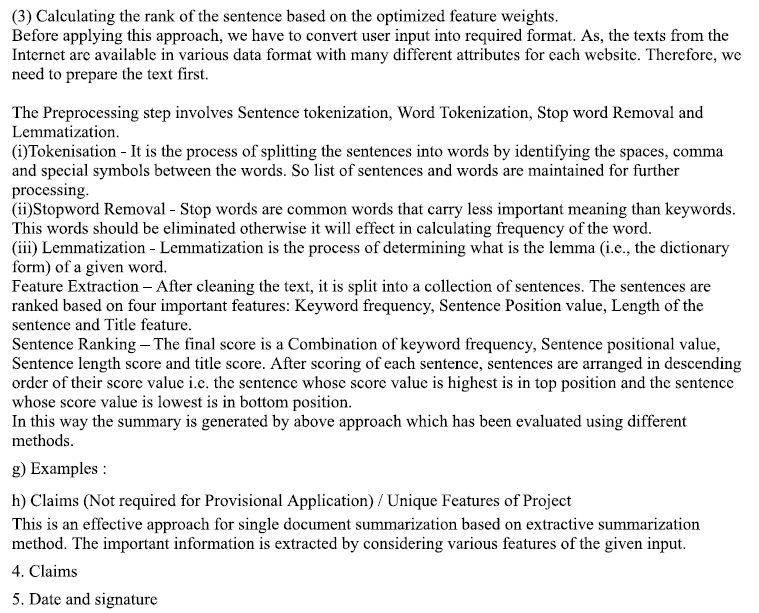 (3) Calculating the rank of the sentence based on the optimized feature weights.
Before applying this approach, we have to convert user input into required format. As, the texts from the
Internet are available in various data format with many different attributes for each website. Therefore, we
need to prepare the text first.
The Preprocessing step involves Sentence tokenization, Word Tokenization, Stop word Removal and
Lemmatization.
(i)Tokenisation - It is the process of splitting the sentences into words by identifying the spaces, comma
and special symbols between the words. So list of sentences and words are maintained for further
processing.
(ii)Stopword Removal - Stop words are common words that carry less important meaning than keywords.
This words should be eliminated otherwise it will effect in calculating frequency of the word.
(iii) Lemmatization - Lemmatization is the process of determining what is the lemma (i.e., the dictionary
form) of a given word.
Feature Extraction – After cleaning the text, it is split into a collection of sentences. The sentences are
ranked based on four important features: Keyword frequency, Sentence Position value, Length of the
sentence and Title feature.
Sentence Ranking – The final score is a Combination of keyword frequency, Sentence positional value,
Sentence length score and title score. After scoring of each sentence, sentences are arranged in descending
order of their score value i.e. the sentence whose score value is highest is in top position and the sentence
whose score value is lowest is in bottom position.
In this way the summary is generated by above approach which has been evaluated using different
methods.
g) Examples :
h) Claims (Not required for Provisional Application) / Unique Features of Project
This is an effective approach for single document summarization based on extractive summarization
method. The important information is extracted by considering various features of the given input.
4. Claims
5. Date and signature